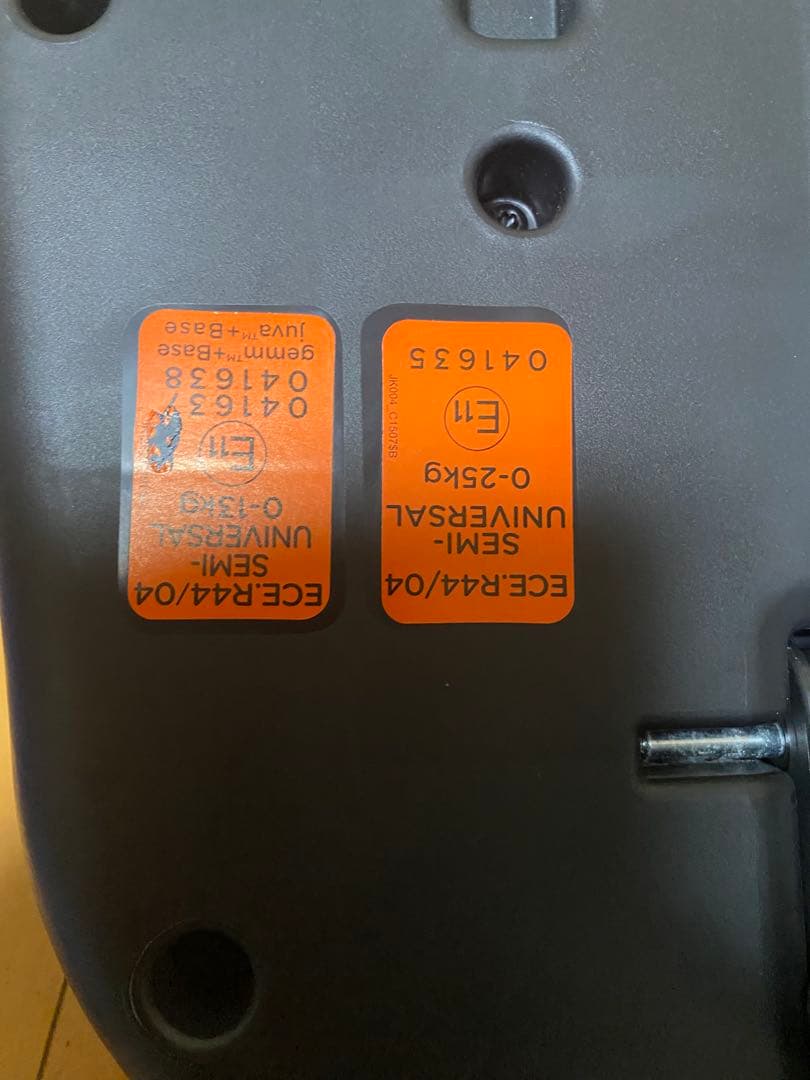 ECE.R44/04
SEMI-
UNIVERSAL
0-25kg
E11
041635
JK004_C1507SB
ECE.R44/04
SEMI-
UNIVERSAL
0-13kg
E11
041637
041638
gemm™+Base
juva™+Base